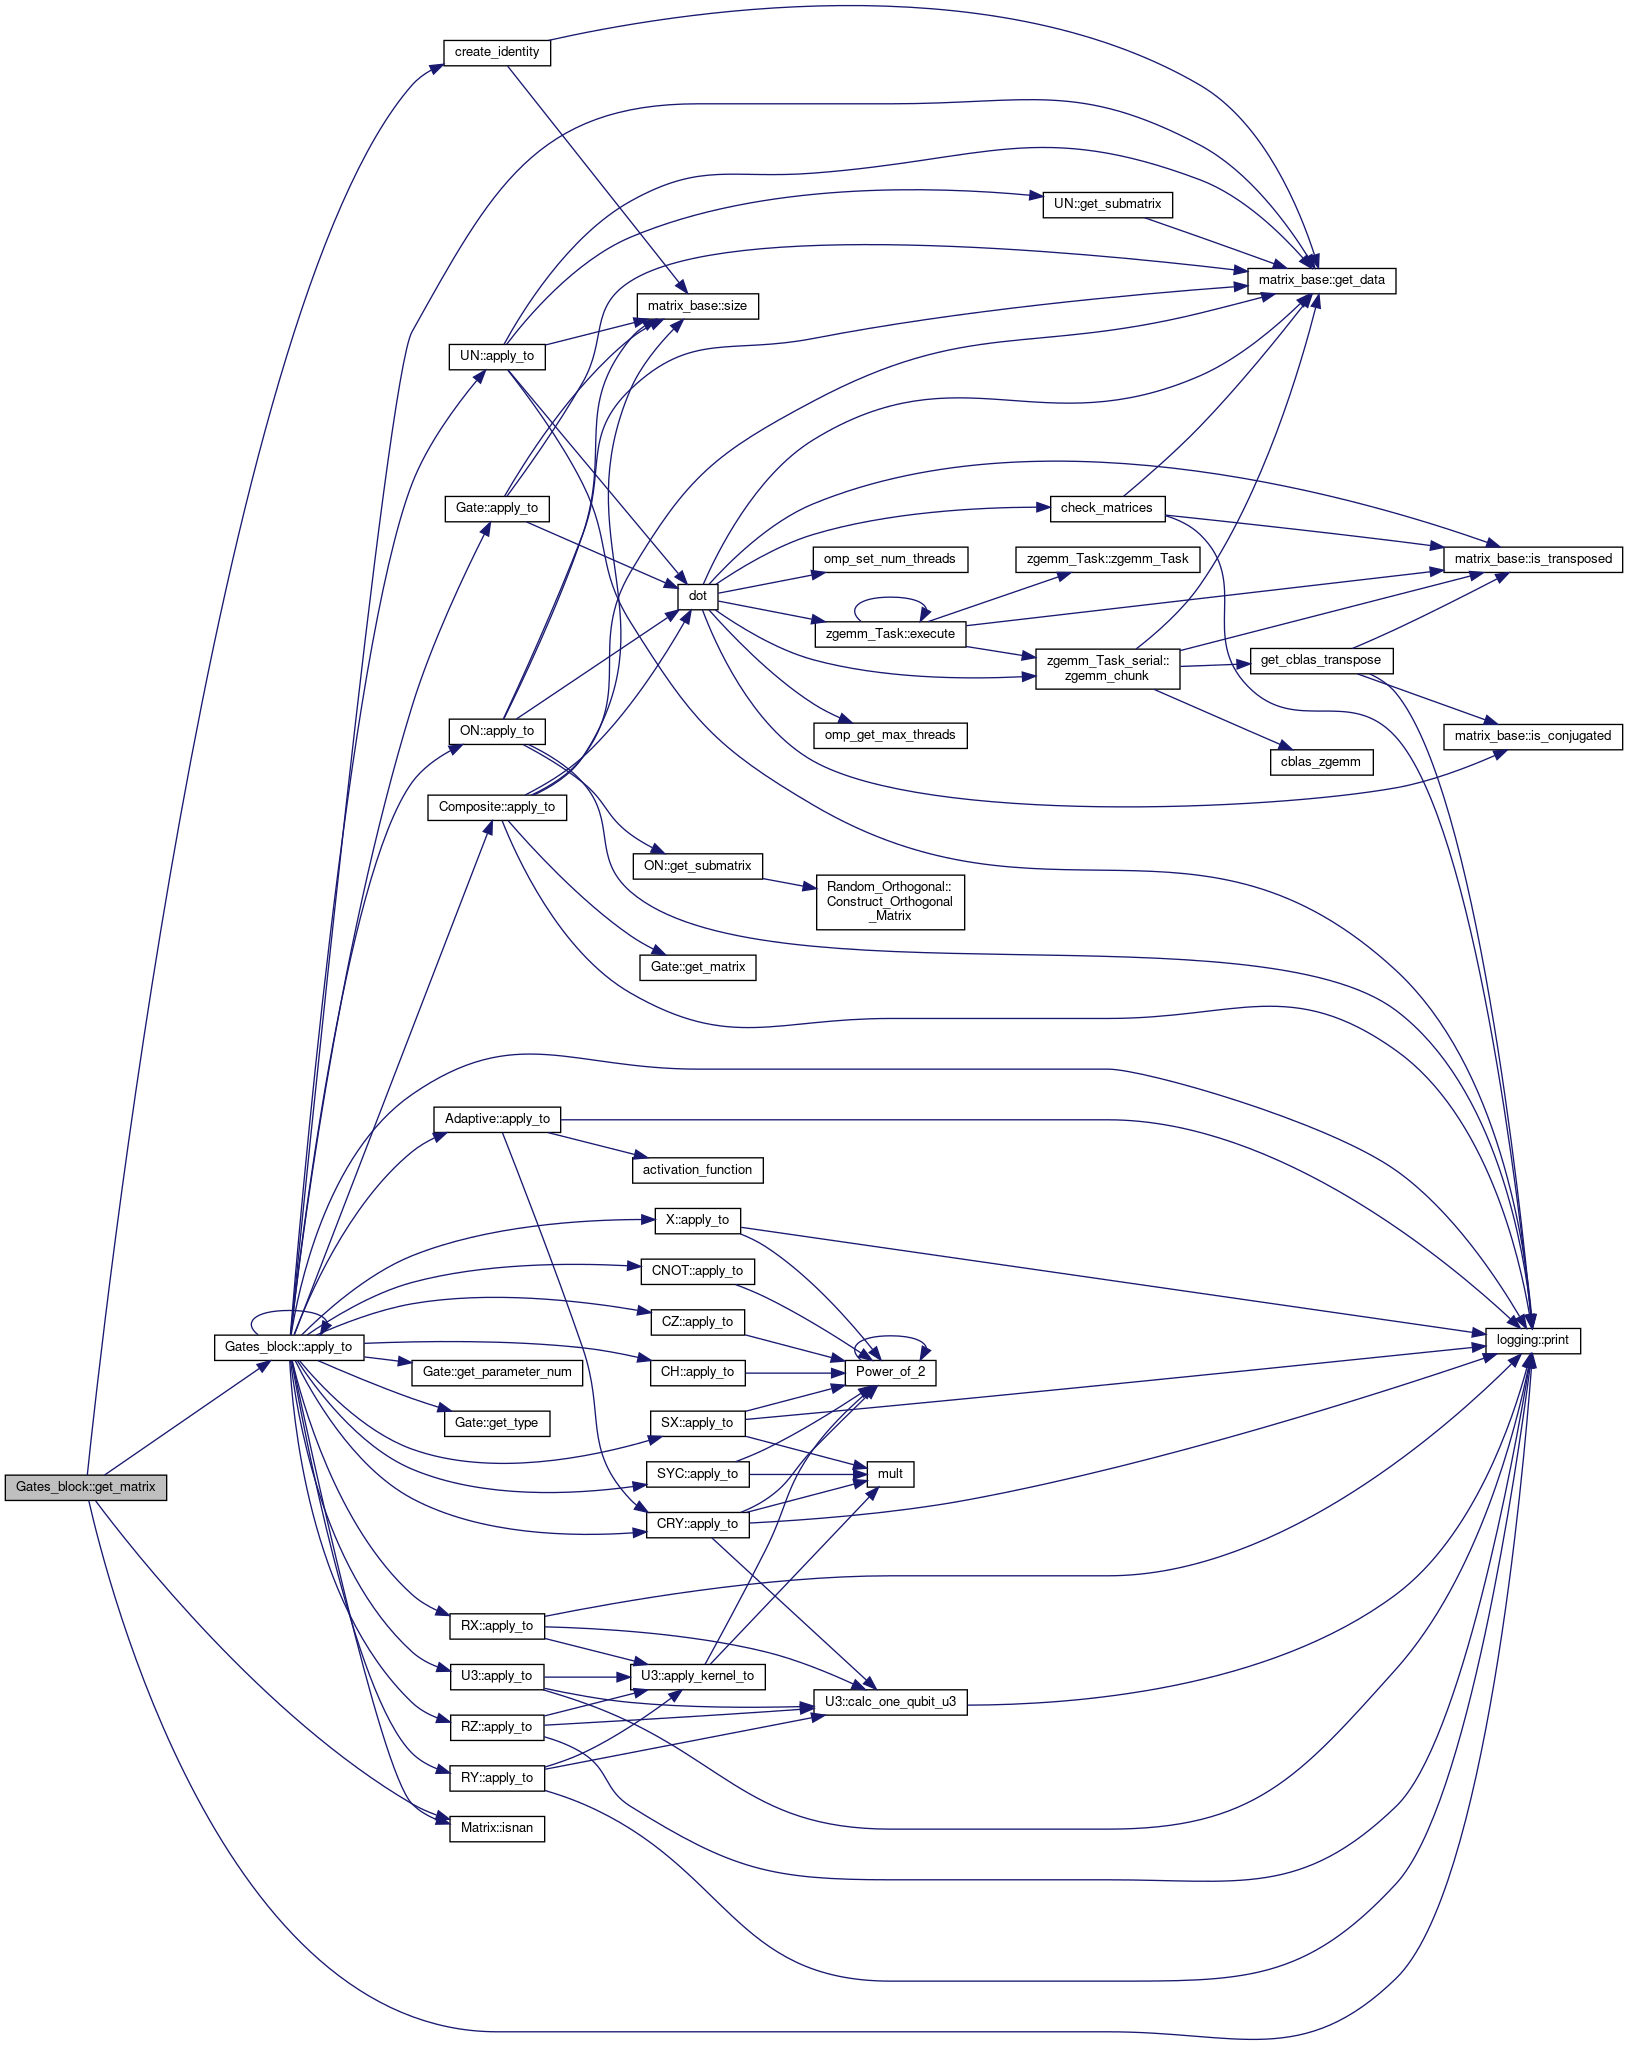 create_identity
UN::get_submatrix
matrix_base::get_data
matrix_base::size
UN::apply_to
Gate::apply_to
check_matrices
omp_set_num_threads
zgemm_Task::zgemm_Task
matrix_base::is_transposed
dot
zgemm_Task::execute
zgemm_Task_serial::
zgemm_chunk
get_cblas_transpose
ON::apply_to
omp_get_max_threads
matrix_base::is_conjugated
cblas_zgemm
Composite::apply_to
ON::get_submatrix
Random_Orthogonal::
Construct_Orthogonal
_Matrix
Gate::get_matrix
Adaptive::apply_to
activation_function
X::apply_to
CNOT::apply_to
CZ::apply_to
logging::print
Gates_block::apply_to
Gate::get_parameter_num
CH::apply_to
Power_of_2
Gate::get_type
SX::apply_to
SYC::apply_to
mult
Gates_block::get_matrix
CRY::apply_to
RX::apply_to
U3::apply_to
U3::apply_kernel_to
U3::calc_one_qubit_u3
RZ::apply_to
RY::apply_to
Matrix::isnan